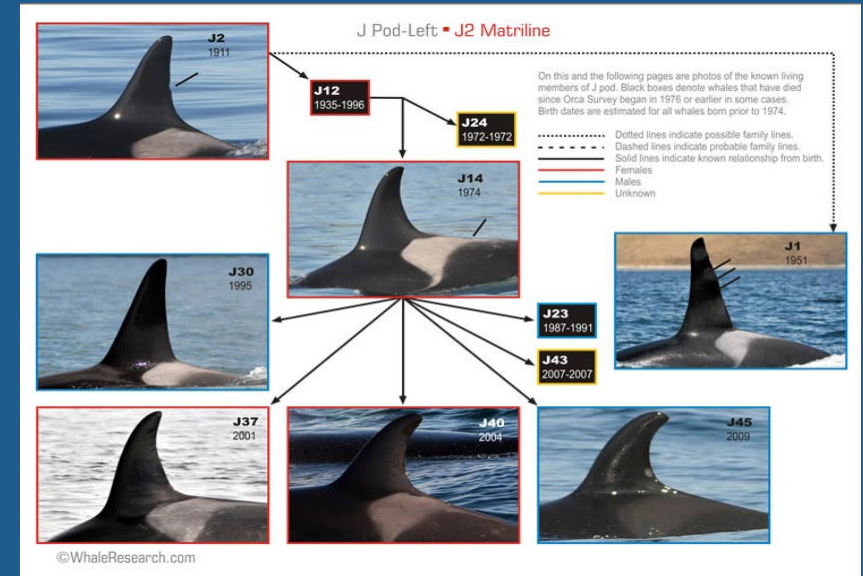 J Pod-Left ▪ J2 Matriline
J2
1911
J12
1935-1996
J24
1972-1972
On this and the following pages are photos of the known living
members of J pod. Black boxes denote whales that have died
since Orca Survey began in 1976 or earlier in some cases.
Birth dates are estimated for all whales born prior to 1974.
Dotted lines indicate possible family lines.
Dashed lines indicate probable family lines.
Solid lines indicate known relationship from birth.
Females
Males
Unknown
J14
1974
J1
1951
J30
1995
J23
1987-1991
J43
2007-2007
J37
2001
J40
2004
J45
2009
©WhaleResearch.com